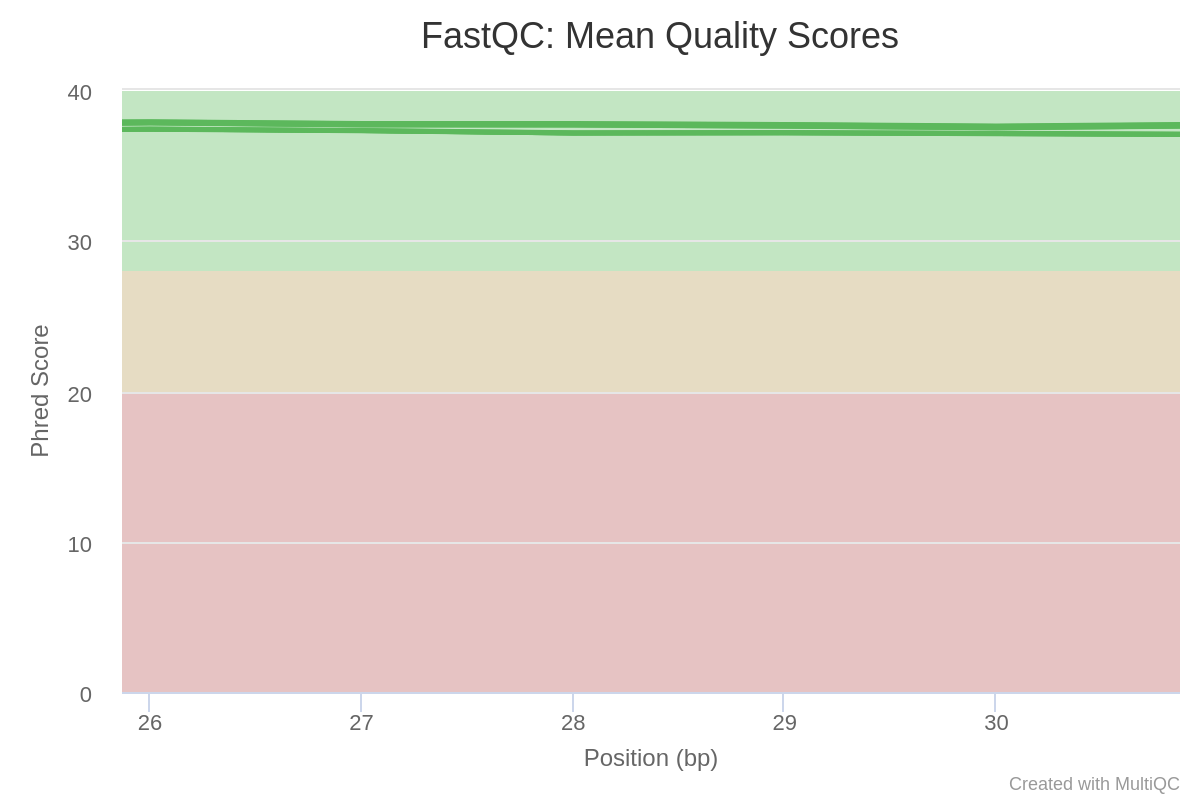 FastQC: Mean Quality Scores
40
30
20
10
0
Phred Score
26 27 28 29 30
Position (bp)
Created with MultiQC